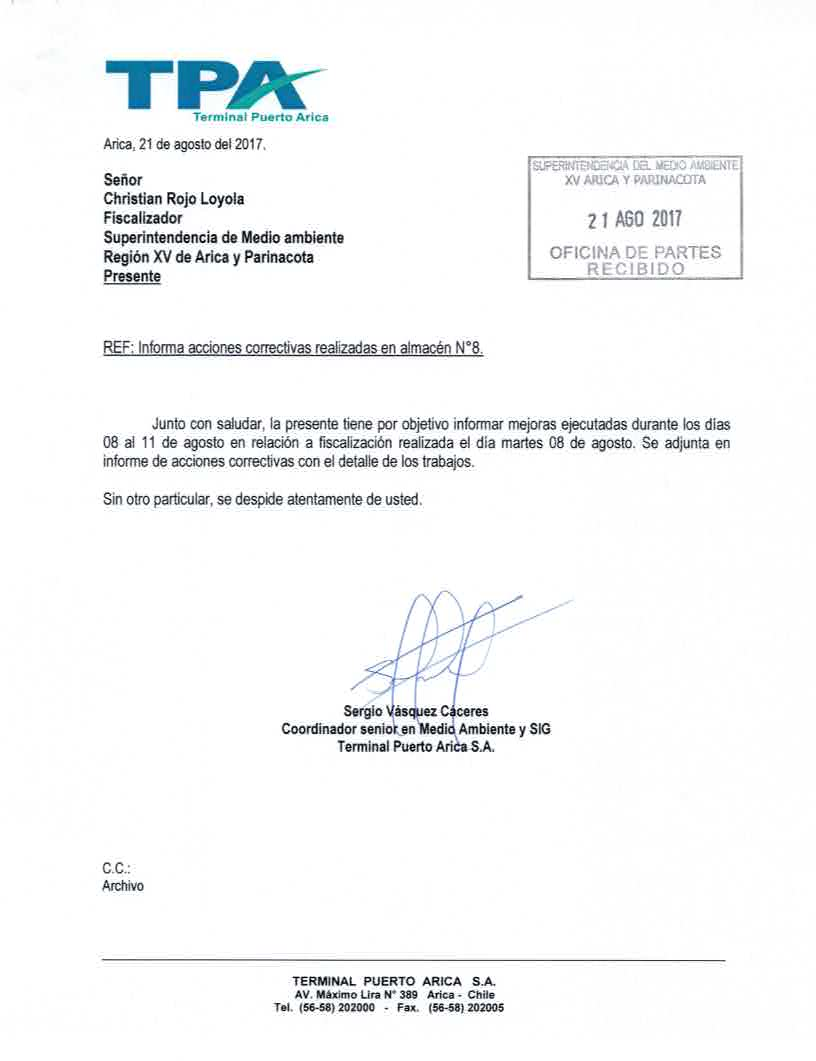 TPA
Terminal Puerto Arica
Arica, 21 de agosto del 2017.
SUPERINTENDENCIA DEL MEDIO AMBIENTE
XV ARICA Y PARINACOTA
21 AGO 2017
OFICINA DE PARTES
RECIBIDO
Señor
Christian Rojo Loyola
Fiscalizador
Superintendencia de Medio ambiente
Región XV de Arica y Parinacota
Presente
REF: Informa acciones correctivas realizadas en almacén N°8.
Junto con saludar, la presente tiene por objetivo informar mejoras ejecutadas durante los días
08 al 11 de agosto en relación a fiscalización realizada el día martes 08 de agosto. Se adjunta en
informe de acciones correctivas con el detalle de los trabajos.
Sin otro particular, se despide atentamente de usted.
Sergio Vásquez Cáceres
Coordinador senior en Medio Ambiente y SIG
Terminal Puerto Arica S.A.
C.C.:
Archivo
TERMINAL PUERTO ARICA S.A.
AV. Máximo Lira N° 389 Arica - Chile
Tel. (56-58) 202000 - Fax. (56-58) 202005